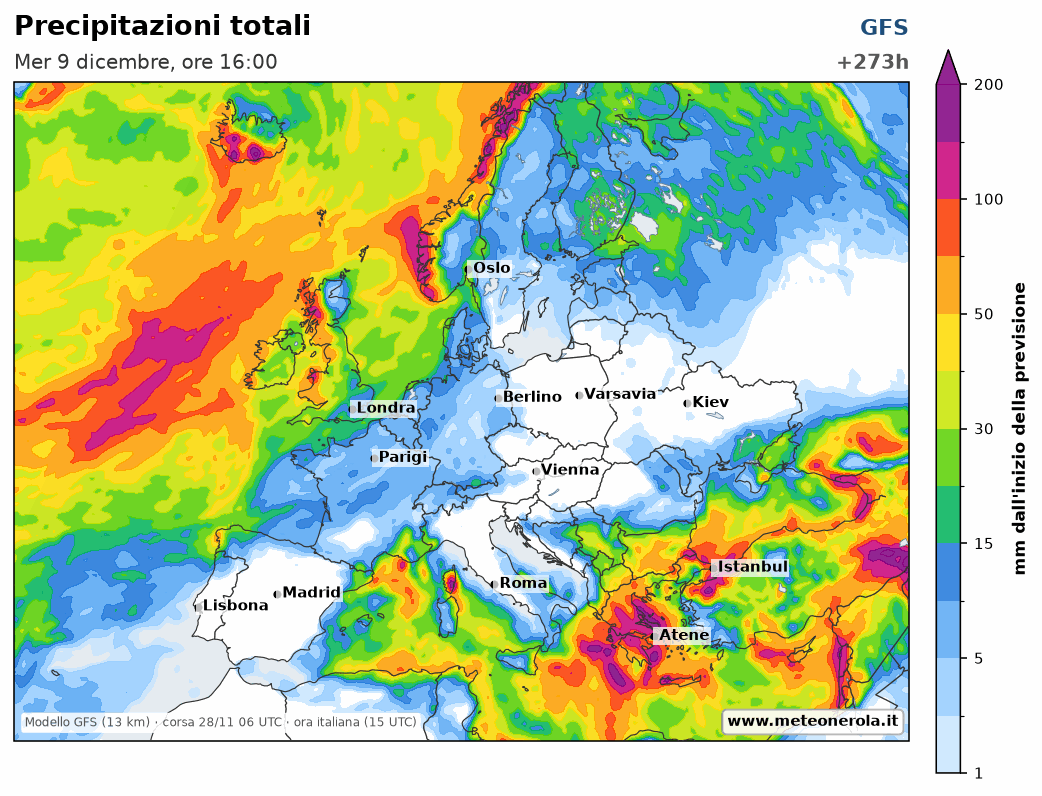 Precipitazioni totali
GFS
Mer 9 dicembre, ore 16:00
+273h
200
100
50
30
15
5
1
mm dall'inizio della previsione
Oslo
Berlino
Varsavia
Kiev
Londra
Parigi
Vienna
Istanbul
Roma
Madrid
Lisbona
Atene
Modello GFS (13 km) · corsa 28/11 06 UTC · ora italiana (15 UTC)
www.meteonerola.it